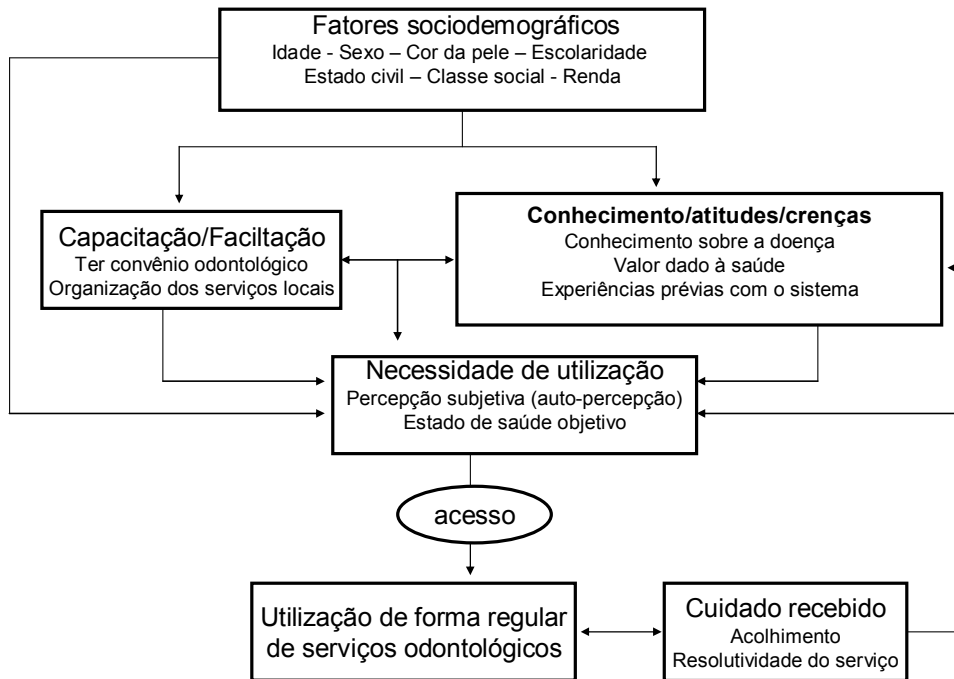 Fatores sociodemográficos
Idade - Sexo – Cor da pele – Escolaridade
Estado civil – Classe social - Renda
Capacitação/Faciltação
Ter convênio odontológico
Organização dos serviços locais
Conhecimento/atitudes/crenças
Conhecimento sobre a doença
Valor dado à saúde
Experiências prévias com o sistema
Necessidade de utilização
Percepção subjetiva (auto-percepção)
Estado de saúde objetivo
acesso
Utilização de forma regular
de serviços odontológicos
Cuidado recebido
Acolhimento
Resolutividade do serviço